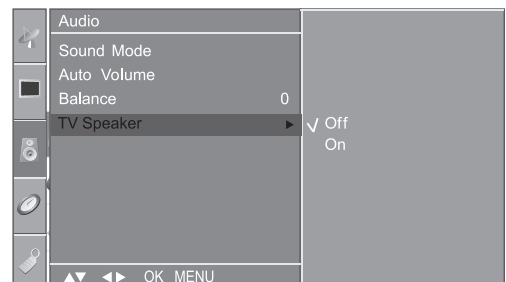 Audio
Sound Mode
Auto Volume
Balance 0
TV Speaker ► √ Off
On
▲▼ ◄► OK MENU